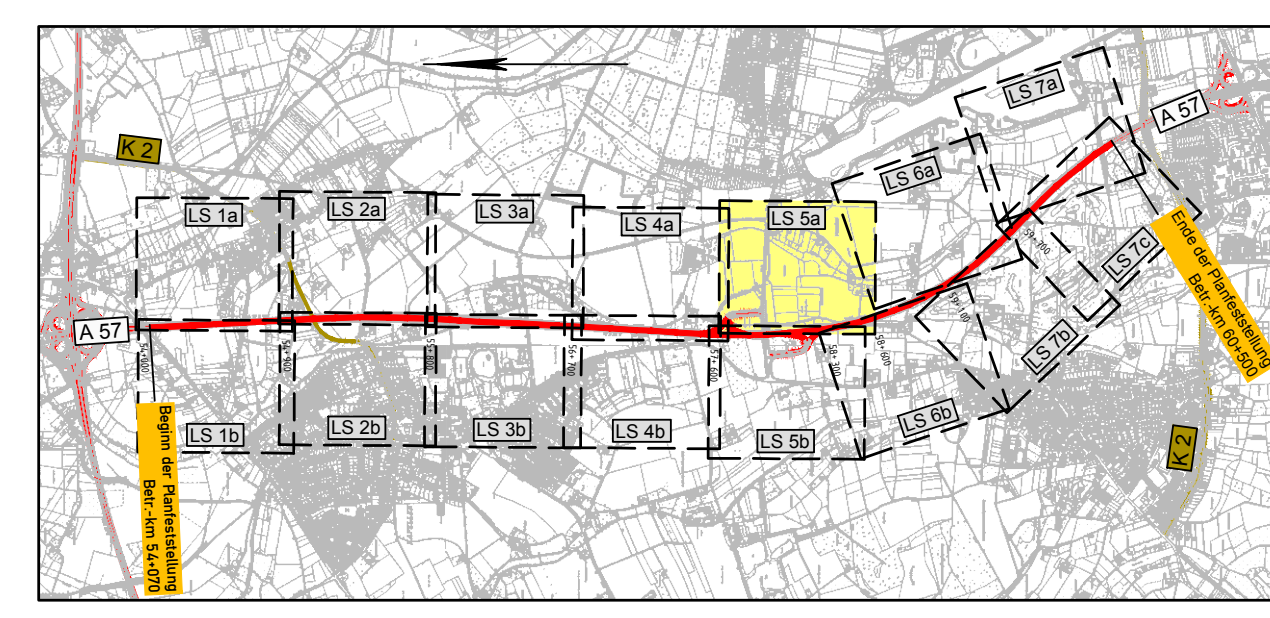 K 2
LS 1a
LS 2a
LS 3a
LS 4a
LS 5a
LS 6a
LS 7a
A 57
A 57
54+000
54+900
55+800
56+700
57+600
58+300
58+600
59+100
59+700
LS 1b
LS 2b
LS 3b
LS 4b
LS 5b
LS 6b
LS 7b
LS 7c
K 2
Beginn der Planfeststellung
Betr.-km 54+070
Ende der Planfeststellung
Betr.-km 60+500